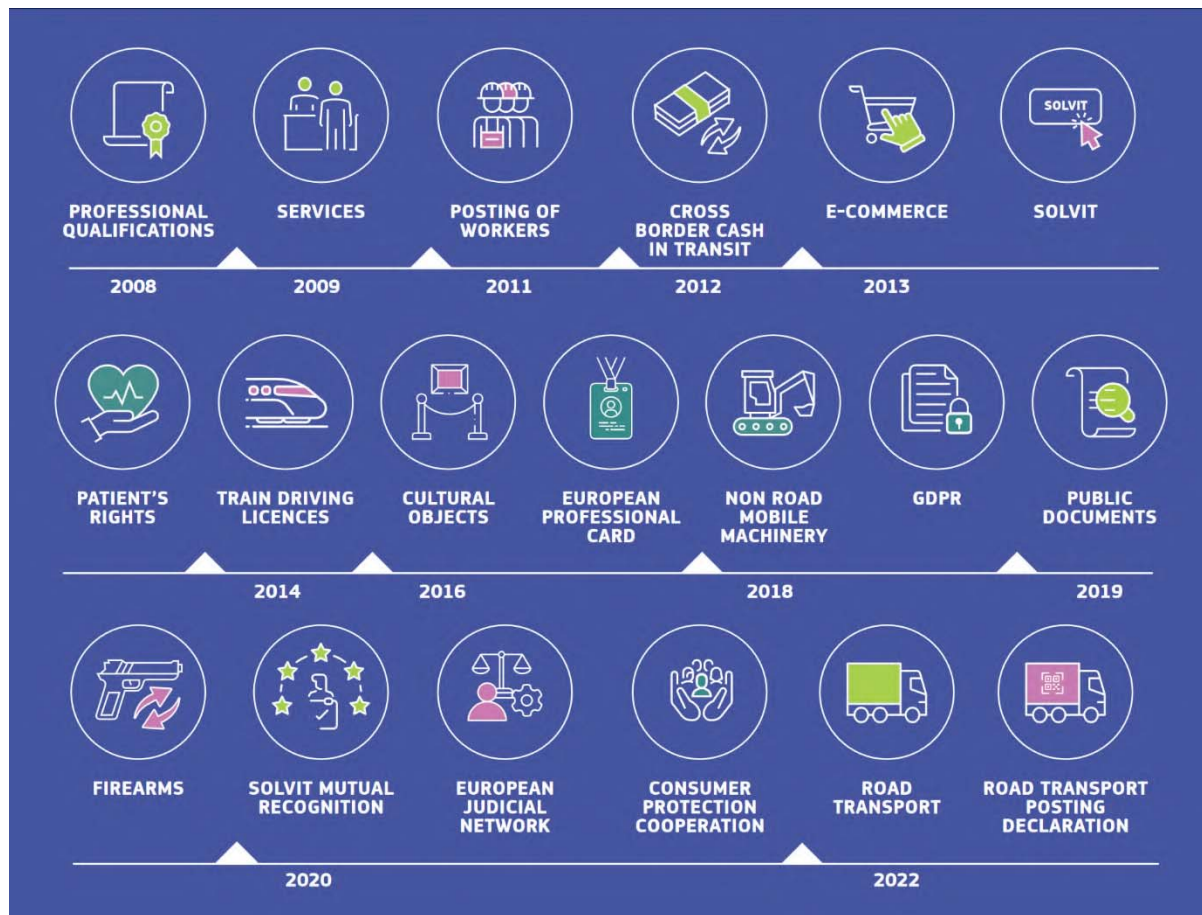 SOLVIT
PROFESSIONAL
QUALIFICATIONS
SERVICES
POSTING OF
WORKERS
CROSS
BORDER CASH
IN TRANSIT
E-COMMERCE
SOLVIT
2008
2009
2011
2012
2013
PATIENT'S
RIGHTS
TRAIN DRIVING
LICENCES
CULTURAL
OBJECTS
EUROPEAN
PROFESSIONAL
CARD
NON ROAD
MOBILE
MACHINERY
GDPR
PUBLIC
DOCUMENTS
2014
2016
2018
2019
FIREARMS
SOLVIT MUTUAL
RECOGNITION
EUROPEAN
JUDICIAL
NETWORK
CONSUMER
PROTECTION
COOPERATION
ROAD
TRANSPORT
ROAD TRANSPORT
POSTING
DECLARATION
2020
2022